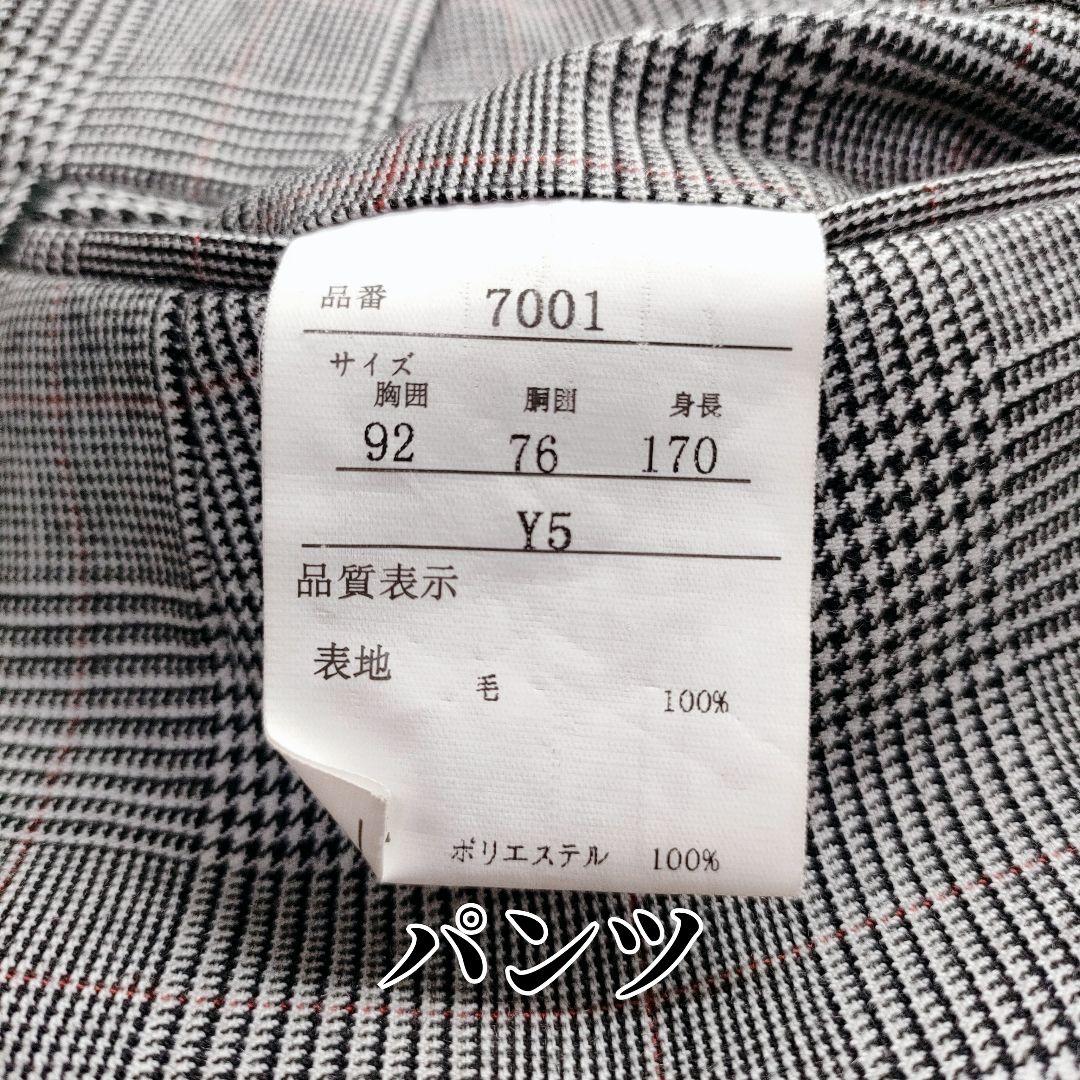 品番 7001
サイズ
胸囲 胴囲 身長
92 76 170
Y5
品質表示
表地 毛 100%
ポリエステル 100%
パンツ